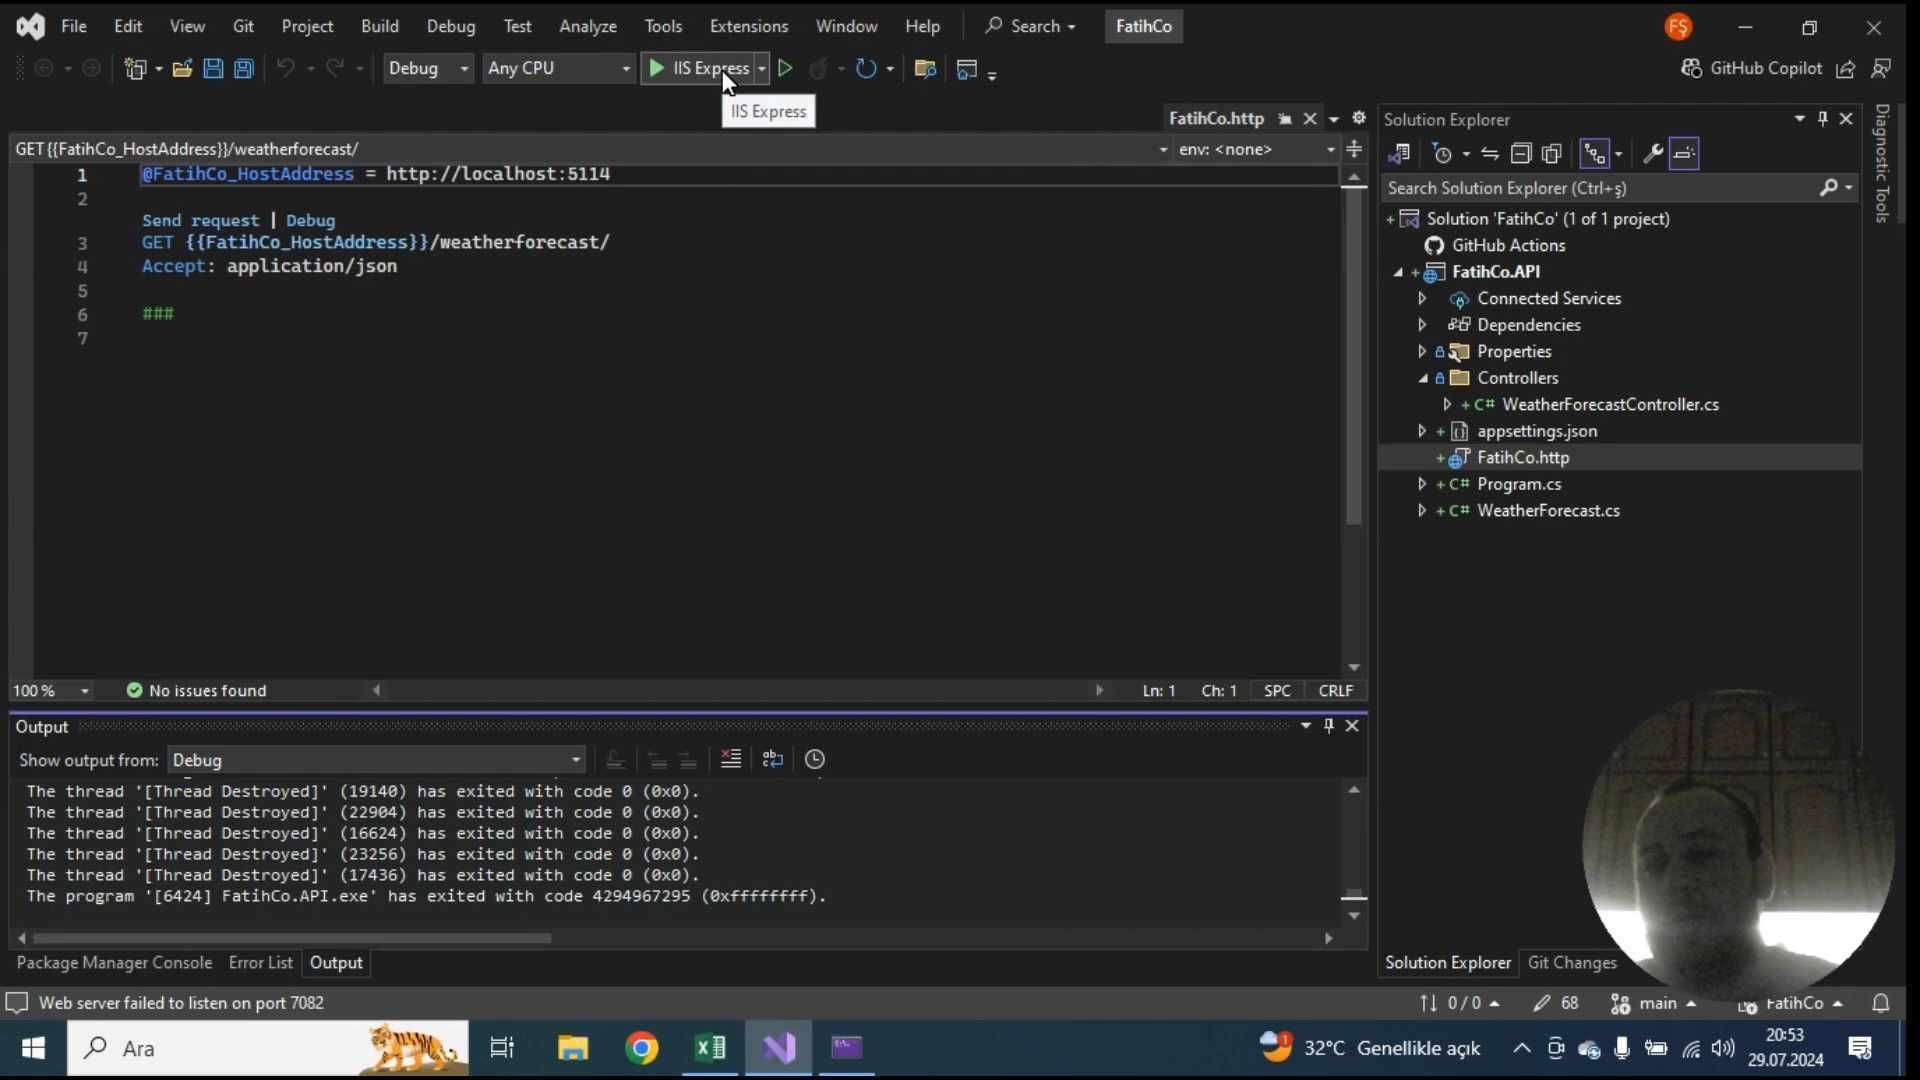 File Edit View Git Project Build Debug Test Analyze Tools Extensions Window Help Search FatihCo FŞ
Debug Any CPU IIS Express GitHub Copilot
IIS Express
FatihCo.http
GET {{FatihCo_HostAddress}}/weatherforecast/ env: <none>
1 @FatihCo_HostAddress = http://localhost:5114
2
Send request | Debug
3 GET {{FatihCo_HostAddress}}/weatherforecast/
4 Accept: application/json
5
6 ###
7
100 % No issues found Ln: 1 Ch: 1 SPC CRLF
Output
Show output from: Debug
The thread '[Thread Destroyed]' (19140) has exited with code 0 (0x0).
The thread '[Thread Destroyed]' (22904) has exited with code 0 (0x0).
The thread '[Thread Destroyed]' (16624) has exited with code 0 (0x0).
The thread '[Thread Destroyed]' (23256) has exited with code 0 (0x0).
The thread '[Thread Destroyed]' (17436) has exited with code 0 (0x0).
The program '[6424] FatihCo.API.exe' has exited with code 4294967295 (0xffffffff).
Package Manager Console Error List Output
Solution Explorer
Search Solution Explorer (Ctrl+ş)
Solution 'FatihCo' (1 of 1 project)
GitHub Actions
FatihCo.API
Connected Services
Dependencies
Properties
Controllers
C# WeatherForecastController.cs
appsettings.json
FatihCo.http
C# Program.cs
C# WeatherForecast.cs
Solution Explorer Git Changes
Diagnostic Tools
Web server failed to listen on port 7082 0 / 0 68 main FatihCo
Ara 32°C Genellikle açık 20:53
29.07.2024